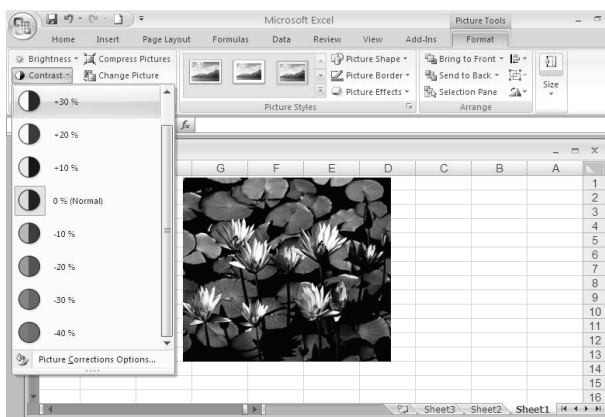 Microsoft Excel
Picture Tools
Home Insert Page Layout Formulas Data Review View Add-Ins Format
Brightness Compress Pictures Picture Shape Bring to Front
Contrast Change Picture Picture Border Send to Back
Picture Effects Selection Pane
Size
Picture Styles Arrange
+30 %
+20 %
+10 %
0 % (Normal)
-10 %
-20 %
-30 %
-40 %
Picture Corrections Options...
fx
G F E D C B A
1
2
3
4
5
6
7
8
9
10
11
12
13
14
15
16
Sheet3 Sheet2 Sheet1